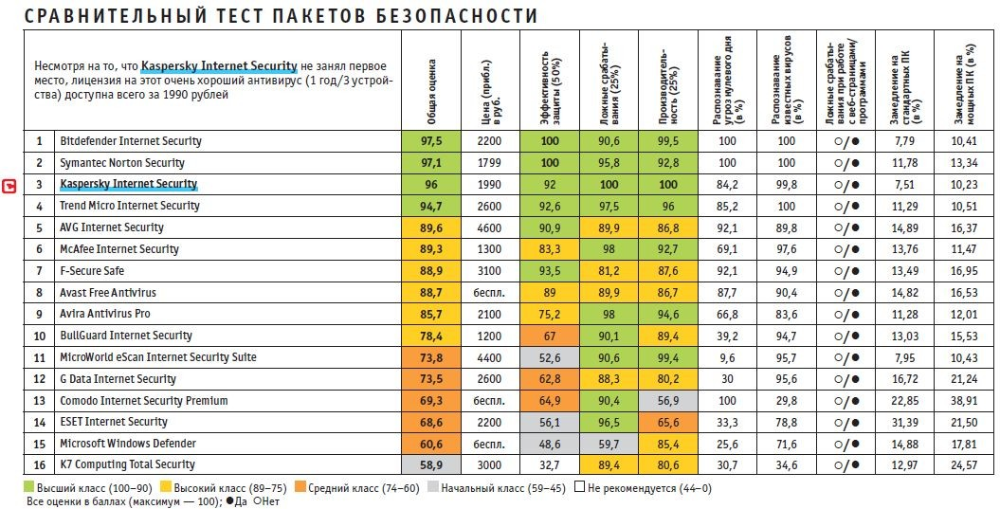 СРАВНИТЕЛЬНЫЙ ТЕСТ ПАКЕТОВ БЕЗОПАСНОСТИ
Несмотря на то, что Kaspersky Internet Security не занял первое
место, лицензия на этот очень хороший антивирус (1 год/3 устрой-
ства) доступна всего за 1990 рублей
Общая оценка
Цена (прибл.)
в руб.
Эффективность
защиты (50%)
Ложные срабаты-
вания (25%)
Производитель-
ность (25%)
Распознавание
угроз нулевого дня
(в %)
Распознавание
известных вирусов
(в %)
Ложные срабаты-
вания при работе
с веб-страницами/
программами
Замедление на
стандартных ПК
(в %)
Замедление на
мощных ПК (в %)
1 Bitdefender Internet Security 97,5 2200 100 90,6 99,5 100 100 ○/● 7,79 10,41
2 Symantec Norton Security 97,1 1799 100 95,8 92,8 100 100 ○/● 11,78 13,34
3 Kaspersky Internet Security 96 1990 92 100 100 84,2 99,8 ○/● 7,51 10,23
4 Trend Micro Internet Security 94,7 2600 92,6 97,5 96 85,2 100 ○/● 11,29 10,51
5 AVG Internet Security 89,6 4600 90,9 89,9 86,8 92,1 89,8 ○/● 14,89 16,37
6 McAfee Internet Security 89,3 1300 83,3 98 92,7 69,1 97,6 ○/● 13,76 11,47
7 F-Secure Safe 88,9 3100 93,5 81,2 87,6 92,1 94,9 ○/● 13,49 16,95
8 Avast Free Antivirus 88,7 беспл. 89 89,9 86,7 87,7 90,4 ○/● 14,82 16,53
9 Avira Antivirus Pro 85,7 2100 75,2 98 94,6 66,8 83,6 ○/● 11,28 12,01
10 BullGuard Internet Security 78,4 1200 67 90,1 89,4 39,2 94,7 ○/● 13,03 15,53
11 MicroWorld eScan Internet Security Suite 73,8 4400 52,6 90,6 99,4 9,6 95,7 ○/● 7,95 10,43
12 G Data Internet Security 73,5 2600 62,8 88,3 80,2 30 95,6 ○/● 16,72 21,24
13 Comodo Internet Security Premium 69,3 беспл. 64,9 90,4 56,9 100 29,8 ○/● 22,85 38,91
14 ESET Internet Security 68,6 2200 56,1 96,5 65,6 33,3 78,8 ○/● 31,39 21,50
15 Microsoft Windows Defender 60,6 беспл. 48,6 59,7 85,4 25,6 71,6 ○/● 14,88 17,81
16 K7 Computing Total Security 58,9 3000 32,7 89,4 80,6 30,7 34,6 ○/● 12,97 24,57
Высший класс (100–90) Высокий класс (89–75) Средний класс (74–60) Начальный класс (59–45) Не рекомендуется (44–0)
Все оценки в баллах (максимум — 100); ●Да ○Нет